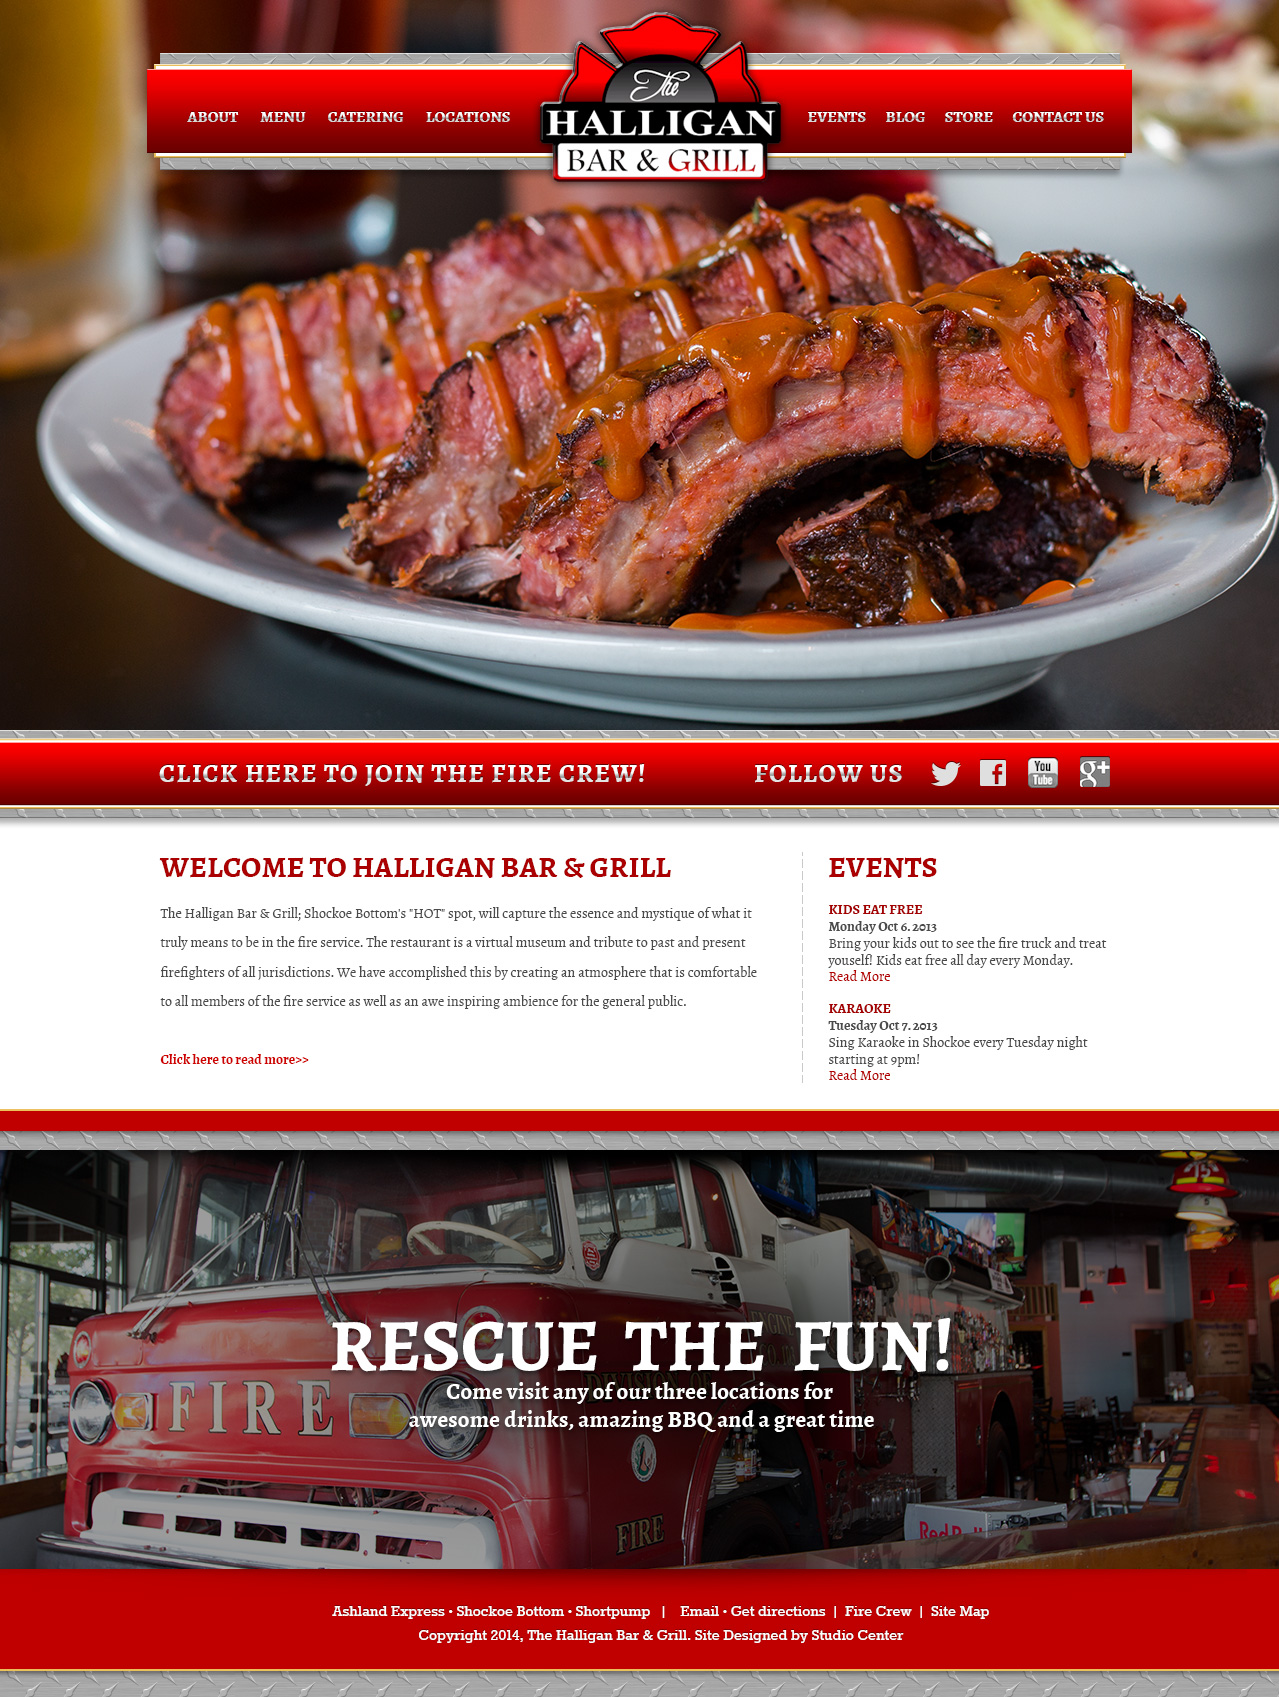 The
HALLIGAN
BAR & GRILL
ABOUT MENU CATERING LOCATIONS
EVENTS BLOG STORE CONTACT US
CLICK HERE TO JOIN THE FIRE CREW!
FOLLOW US
You
Tube
g+
WELCOME TO HALLIGAN BAR & GRILL
The Halligan Bar & Grill; Shockoe Bottom's "HOT" spot, will capture the essence and mystique of what it
truly means to be in the fire service. The restaurant is a virtual museum and tribute to past and present
firefighters of all jurisdictions. We have accomplished this by creating an atmosphere that is comfortable
to all members of the fire service as well as an awe inspiring ambience for the general public.
Click here to read more>>
EVENTS
KIDS EAT FREE
Monday Oct 6. 2013
Bring your kids out to see the fire truck and treat
youself! Kids eat free all day every Monday.
Read More
KARAOKE
Tuesday Oct 7. 2013
Sing Karaoke in Shockoe every Tuesday night
starting at 9pm!
Read More
RESCUE THE FUN!
Come visit any of our three locations for
awesome drinks, amazing BBQ and a great time
FIRE
DIVISION OF
FIRE
Ashland Express • Shockoe Bottom • Shortpump | Email • Get directions | Fire Crew | Site Map
Copyright 2014, The Halligan Bar & Grill. Site Designed by Studio Center